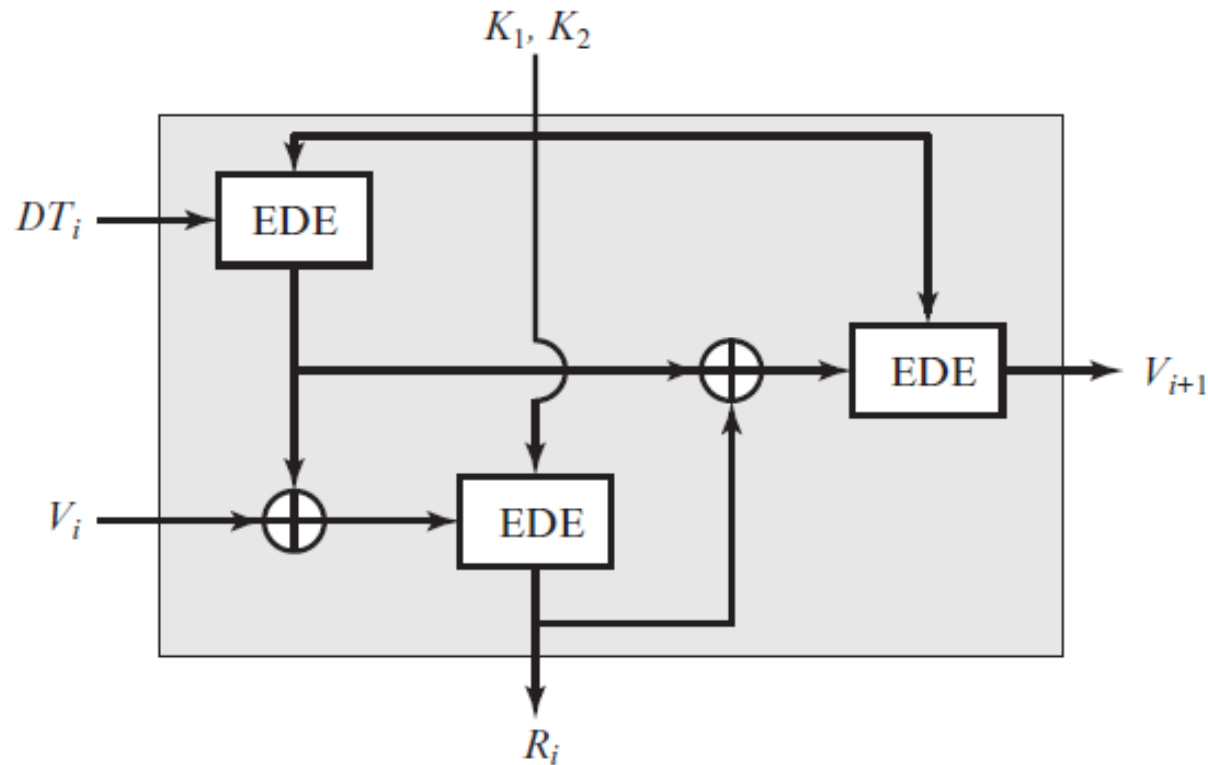 K₁, K₂
DTᵢ
EDE
EDE
Vᵢ₊₁
Vᵢ
EDE
Rᵢ